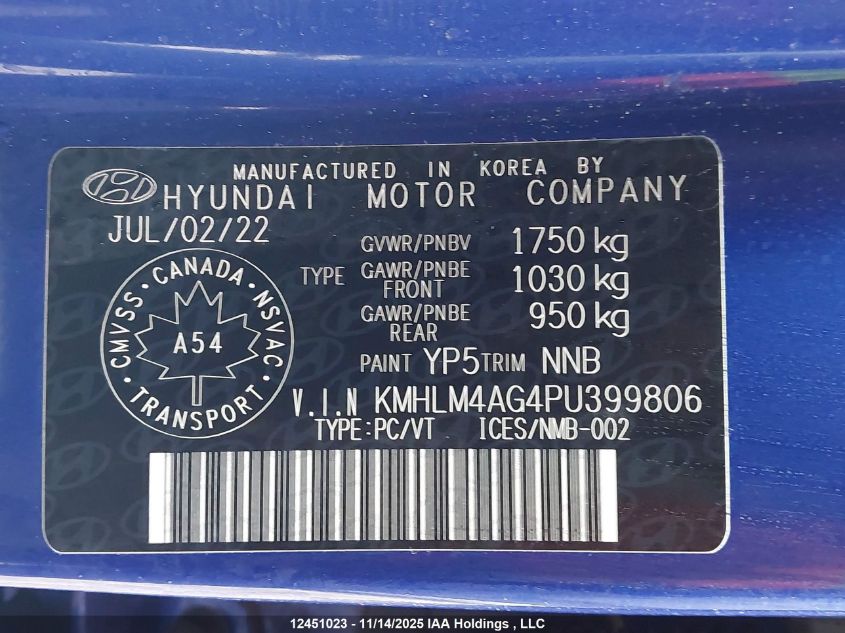 MANUFACTURED IN KOREA BY
HYUNDAI MOTOR COMPANY
JUL/02/22
GVWR/PNBV 1750 kg
TYPE GAWR/PNBE FRONT 1030 kg
GAWR/PNBE REAR 950 kg
CANADA
CMVSS NSVAC
A54
TRANSPORT
PAINT YP5 TRIM NNB
V.I.N KMHLM4AG4PU399806
TYPE:PC/VT ICES/NMB-002
12451023 - 11/14/2025 IAA Holdings , LLC